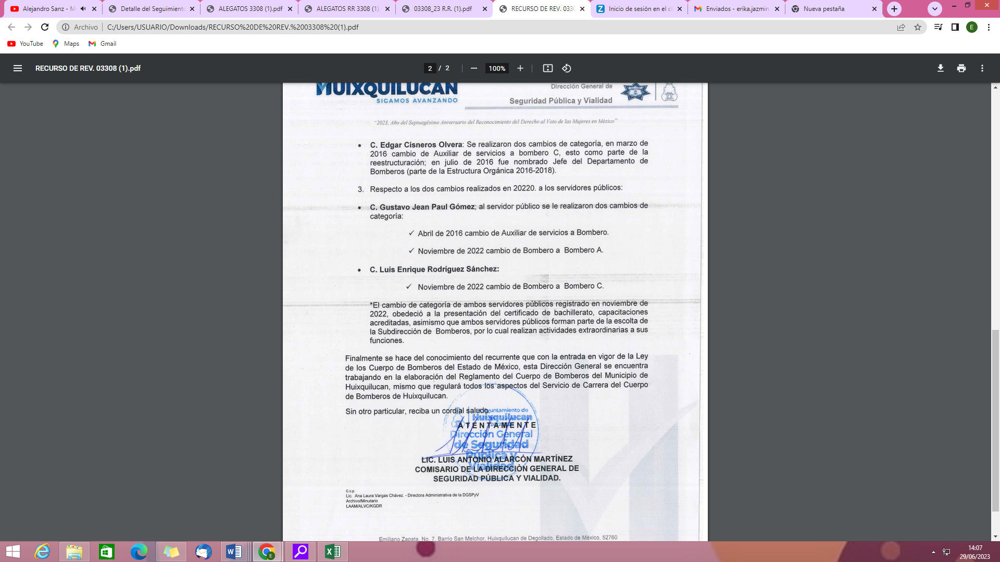 Alejandro Sanz - M
Detalle del Seguimiento
ALEGATOS 3308 (1).pdf
ALEGATOS RR 3308 (1).
03308_23 R.R. (1).pdf
RECURSO DE REV. 0330
Inicio de sesión en el c
Enviados - erika.jazmin.
Nueva pestaña
Archivo
C:/Users/USUARIO/Downloads/RECURSO%20DE%20REV.%2003308%20(1).pdf
E
YouTube
Maps
Gmail
RECURSO DE REV. 03308 (1).pdf
2 / 2
100%
HUIXQUILUCAN
SIGAMOS AVANZANDO
Dirección General de
Seguridad Pública y Vialidad
"2023, Año del Septuagésimo Aniversario del Reconocimiento del Derecho al Voto de las Mujeres en México"
• C. Edgar Cisneros Olvera: Se realizaron dos cambios de categoría, en marzo de
2016 cambio de Auxiliar de servicios a bombero C, esto como parte de la
reestructuración; en julio de 2016 fue nombrado Jefe del Departamento de
Bomberos (parte de la Estructura Orgánica 2016-2018).
3. Respecto a los dos cambios realizados en 20220. a los servidores públicos:
• C. Gustavo Jean Paul Gómez; al servidor público se le realizaron dos cambios de
categoría:
✓ Abril de 2016 cambio de Auxiliar de servicios a Bombero.
✓ Noviembre de 2022 cambio de Bombero a Bombero A.
• C. Luis Enrique Rodríguez Sánchez:
✓ Noviembre de 2022 cambio de Bombero a Bombero C.
*El cambio de categoría de ambos servidores públicos registrado en noviembre de
2022, obedeció a la presentación del certificado de bachillerato, capacitaciones
acreditadas, asimismo que ambos servidores públicos forman parte de la escolta de
la Subdirección de Bomberos, por lo cual realizan actividades extraordinarias a sus
funciones.
Finalmente se hace del conocimiento del recurrente que con la entrada en vigor de la Ley
de los Cuerpo de Bomberos del Estado de México, esta Dirección General se encuentra
trabajando en la elaboración del Reglamento del Cuerpo de Bomberos del Municipio de
Huixquilucan, mismo que regulará todos los aspectos del Servicio de Carrera del Cuerpo
de Bomberos de Huixquilucan.
Sin otro particular, reciba un cordial saludo.
Ayuntamiento de
Huixquilucan
A T E N T A M E N T E
Dirección General
de Seguridad
Pública y
Vialidad
LIC. LUIS ANTONIO ALARCÓN MARTÍNEZ
COMISARIO DE LA DIRECCIÒN GENERAL DE
SEGURIDAD PÚBLICA Y VIALIDAD.
C.c.p.
Lic. Ana Laura Vargas Chávez. - Directora Administrativa de la DGSPyV
Archivo/Minutario
LAAM/ALVC/KGDR
Emiliano Zapata, No. 7, Barrio San Melchor, Huixquilucan de Degollado, Estado de México, 52760
14:07
29/06/2023